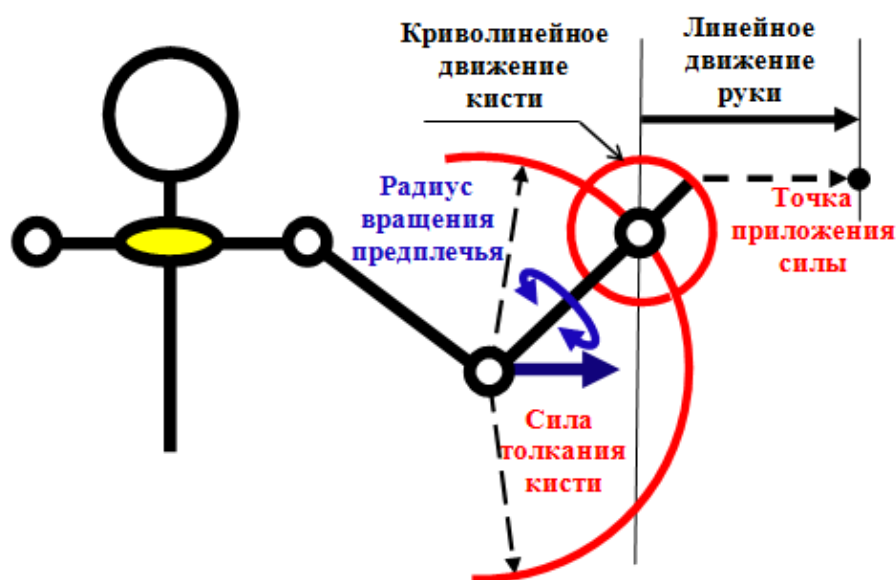 Криволинейное
движение
кисти
Линейное
движение
руки
Радиус
вращения
предплечья
Точка
приложения
силы
Сила
толкания
кисти